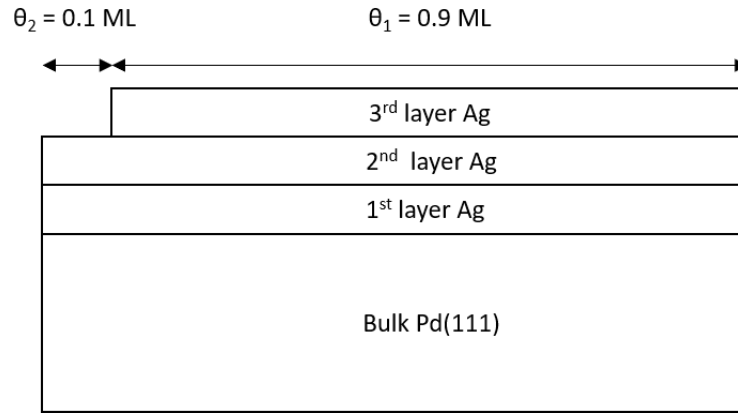 θ₂ = 0.1 ML
θ₁ = 0.9 ML
3ʳᵈ layer Ag
2ⁿᵈ layer Ag
1ˢᵗ layer Ag
Bulk Pd(111)